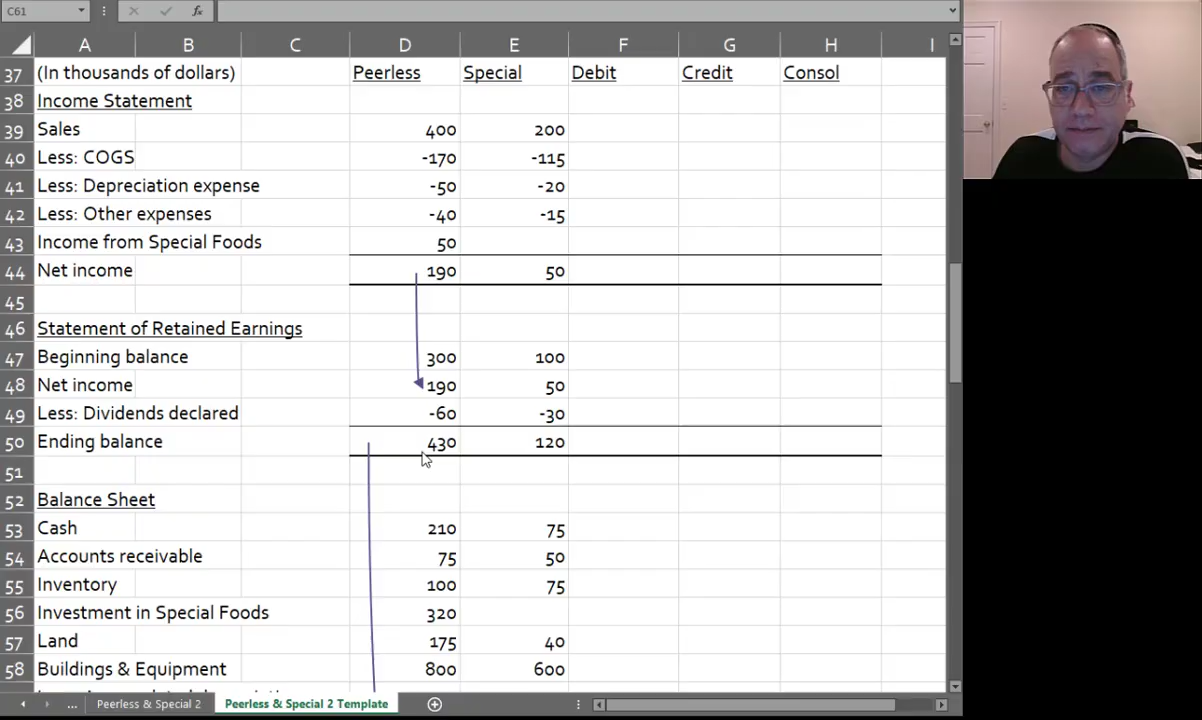 C61 fx
A B C D E F G H I
37 (In thousands of dollars) Peerless Special Debit Credit Consol
38 Income Statement
39 Sales 400 200
40 Less: COGS -170 -115
41 Less: Depreciation expense -50 -20
42 Less: Other expenses -40 -15
43 Income from Special Foods 50
44 Net income 190 50
45
46 Statement of Retained Earnings
47 Beginning balance 300 100
48 Net income 190 50
49 Less: Dividends declared -60 -30
50 Ending balance 430 120
51
52 Balance Sheet
53 Cash 210 75
54 Accounts receivable 75 50
55 Inventory 100 75
56 Investment in Special Foods 320
57 Land 175 40
58 Buildings & Equipment 800 600
... Peerless & Special 2 Peerless & Special 2 Template